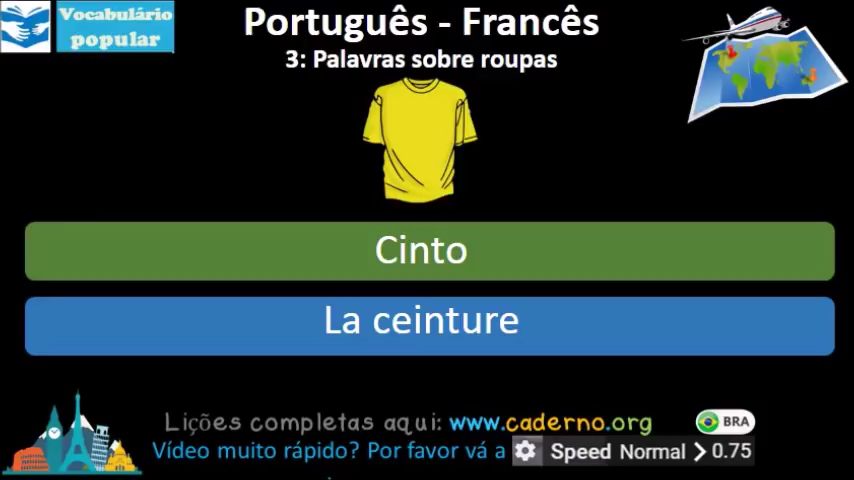 Vocabulário
popular
Português - Francês
3: Palavras sobre roupas
Cinto
La ceinture
Lições completas aqui: www.caderno.org
BRA
Vídeo muito rápido? Por favor vá a Speed Normal > 0.75